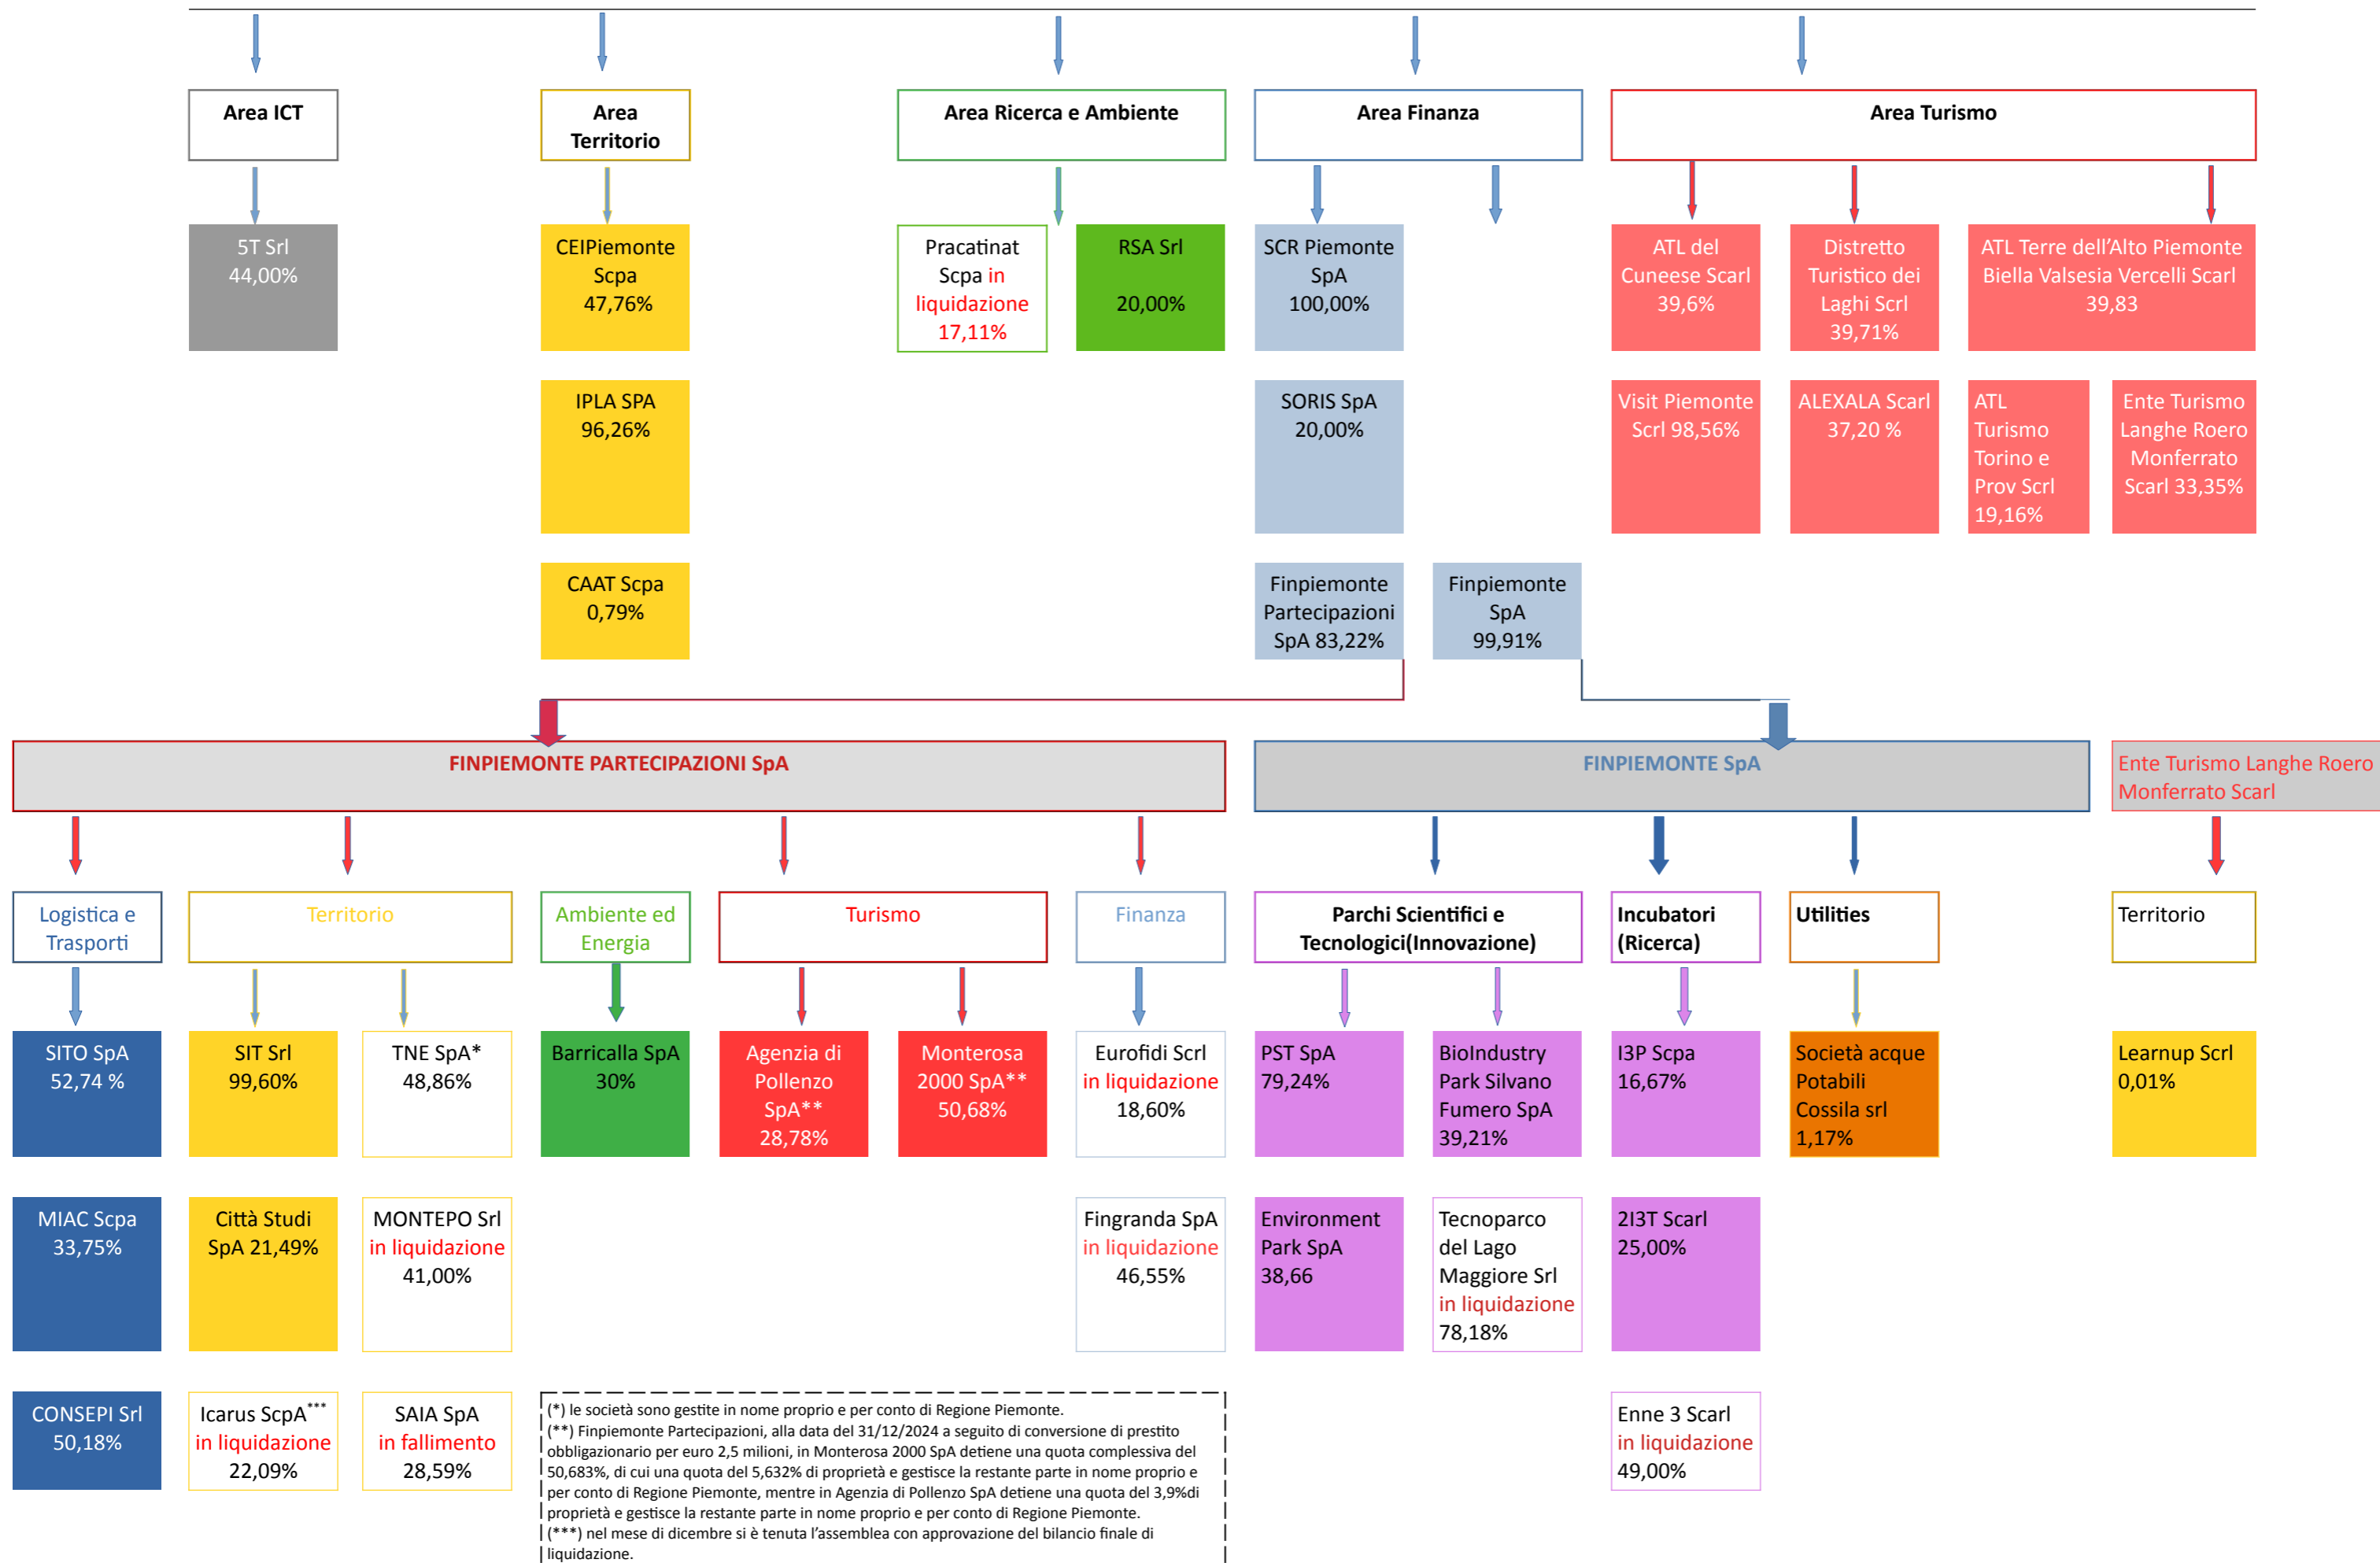 Area ICT
Area
Territorio
Area Ricerca e Ambiente
Area Finanza
Area Turismo
5T Srl
44,00%
CEIPiemonte
Scpa
47,76%
Pracatinat
Scpa in
liquidazione
17,11%
RSA Srl
20,00%
SCR Piemonte
SpA
100,00%
ATL del
Cuneese Scarl
39,6%
Distretto
Turistico dei
Laghi Scrl
39,71%
ATL Terre dell'Alto Piemonte
Biella Valsesia Vercelli Scarl
39,83
IPLA SPA
96,26%
SORIS SpA
20,00%
Visit Piemonte
Scrl 98,56%
ALEXALA Scarl
37,20 %
ATL
Turismo
Torino e
Prov Scrl
19,16%
Ente Turismo
Langhe Roero
Monferrato
Scarl 33,35%
CAAT Scpa
0,79%
Finpiemonte
Partecipazioni
SpA 83,22%
Finpiemonte
SpA
99,91%
FINPIEMONTE PARTECIPAZIONI SpA
FINPIEMONTE SpA
Ente Turismo Langhe Roero
Monferrato Scarl
Logistica e
Trasporti
Territorio
Ambiente ed
Energia
Turismo
Finanza
Parchi Scientifici e
Tecnologici(Innovazione)
Incubatori
(Ricerca)
Utilities
Territorio
SITO SpA
52,74 %
SIT Srl
99,60%
TNE SpA*
48,86%
Barricalla SpA
30%
Agenzia di
Pollenzo
SpA**
28,78%
Monterosa
2000 SpA**
50,68%
Eurofidi Scrl
in liquidazione
18,60%
PST SpA
79,24%
BioIndustry
Park Silvano
Fumero SpA
39,21%
I3P Scpa
16,67%
Società acque
Potabili
Cossila srl
1,17%
Learnup Scrl
0,01%
MIAC Scpa
33,75%
Città Studi
SpA 21,49%
MONTEPO Srl
in liquidazione
41,00%
Fingranda SpA
in liquidazione
46,55%
Environment
Park SpA
38,66
Tecnoparco
del Lago
Maggiore Srl
in liquidazione
78,18%
2I3T Scarl
25,00%
CONSEPI Srl
50,18%
Icarus ScpA***
in liquidazione
22,09%
SAIA SpA
in fallimento
28,59%
(*) le società sono gestite in nome proprio e per conto di Regione Piemonte.
(**) Finpiemonte Partecipazioni, alla data del 31/12/2024 a seguito di conversione di prestito
obbligazionario per euro 2,5 milioni, in Monterosa 2000 SpA detiene una quota complessiva del
50,683%, di cui una quota del 5,632% di proprietà e gestisce la restante parte in nome proprio e
per conto di Regione Piemonte, mentre in Agenzia di Pollenzo SpA detiene una quota del 3,9%di
proprietà e gestisce la restante parte in nome proprio e per conto di Regione Piemonte.
(***) nel mese di dicembre si è tenuta l'assemblea con approvazione del bilancio finale di
liquidazione.
Enne 3 Scarl
in liquidazione
49,00%